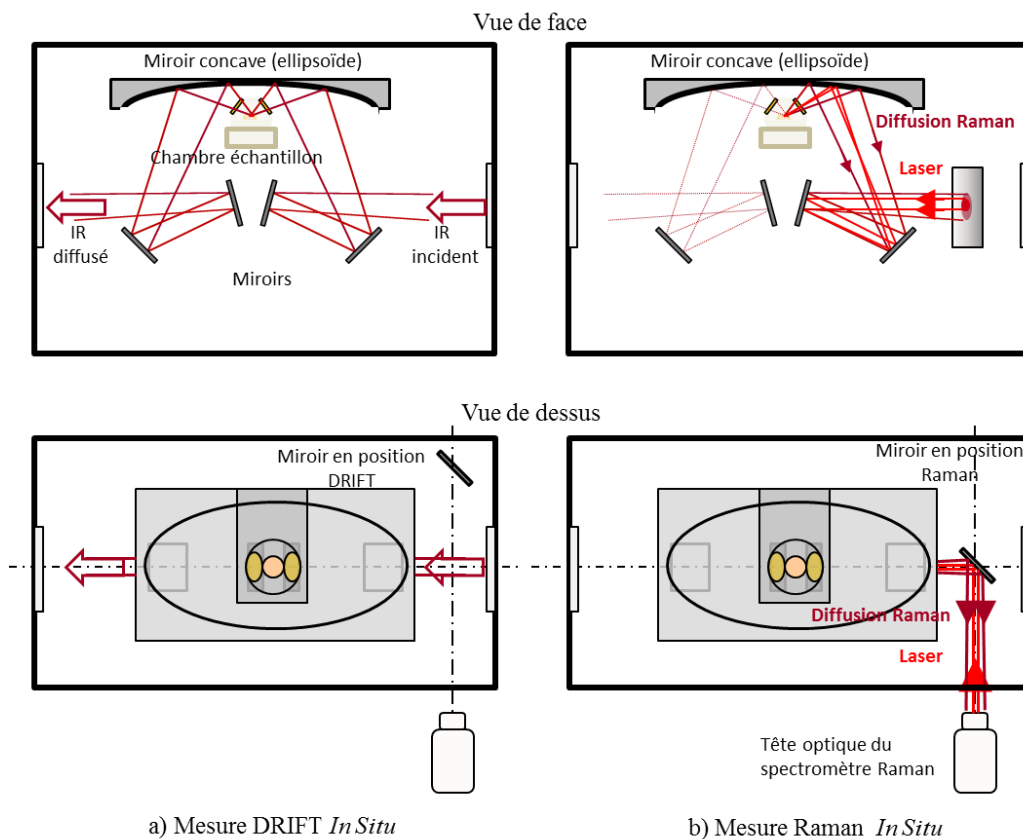 Vue de face
Miroir concave (ellipsoïde)
Chambre échantillon
IR
diffusé
IR
incident
Miroirs
Miroir concave (ellipsoïde)
Diffusion Raman
Laser
Vue de dessus
Miroir en position
DRIFT
Miroir en position
Raman
Diffusion Raman
Laser
Tête optique du
spectromètre Raman
a) Mesure DRIFT In Situ
b) Mesure Raman In Situ